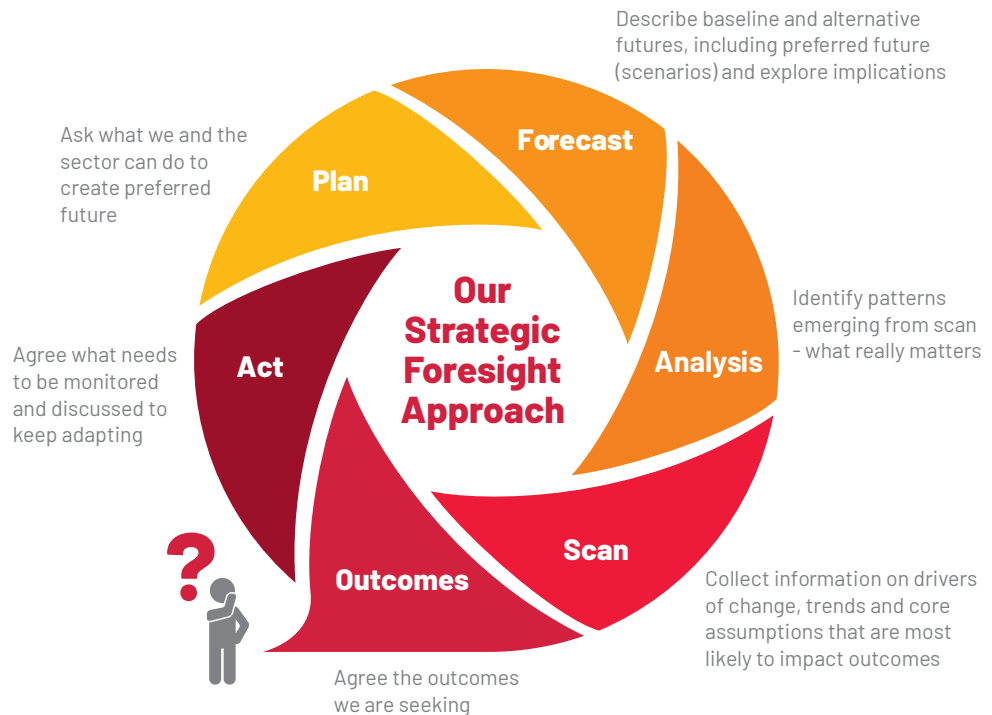 Describe baseline and alternative
futures, including preferred future
(scenarios) and explore implications
Forecast
Ask what we and the
sector can do to
create preferred
future
Plan
Our
Strategic
Foresight
Approach
Identify patterns
emerging from scan
- what really matters
Analysis
Agree what needs
to be monitored
and discussed to
keep adapting
Act
Scan
Collect information on drivers
of change, trends and core
assumptions that are most
likely to impact outcomes
?
Outcomes
Agree the outcomes
we are seeking